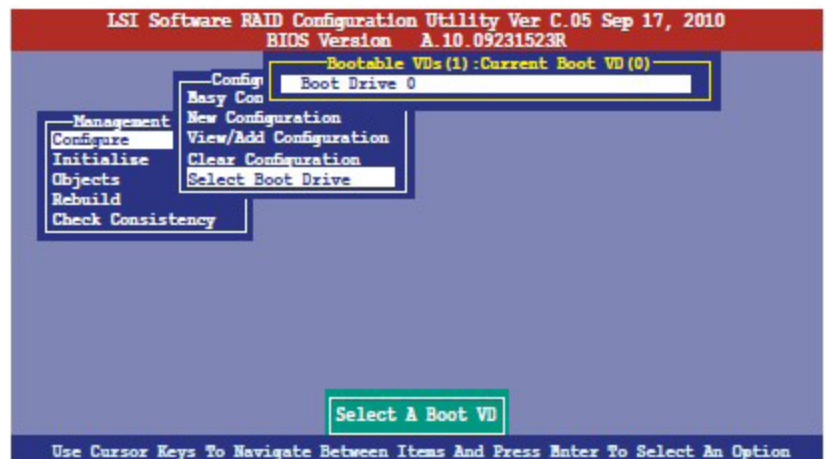 LSI Software RAID Configuration Utility Ver C.05 Sep 17, 2010
BIOS Version A.10.09231523R
Bootable VDs(1):Current Boot VD(0)
Boot Drive 0
Config
Easy Con
New Configuration
View/Add Configuration
Clear Configuration
Select Boot Drive
Management
Configure
Initialise
Objects
Rebuild
Check Consistency
Select A Boot VD
Use Cursor Keys To Navigate Between Items And Press Enter To Select An Option